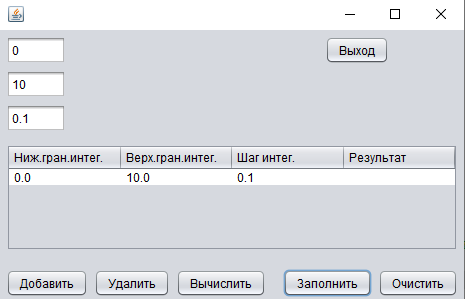 0
Выход
10
0.1
Ниж.гран.интег. Верх.гран.интег. Шаг интег. Результат
0.0 10.0 0.1
Добавить Удалить Вычислить Заполнить Очистить